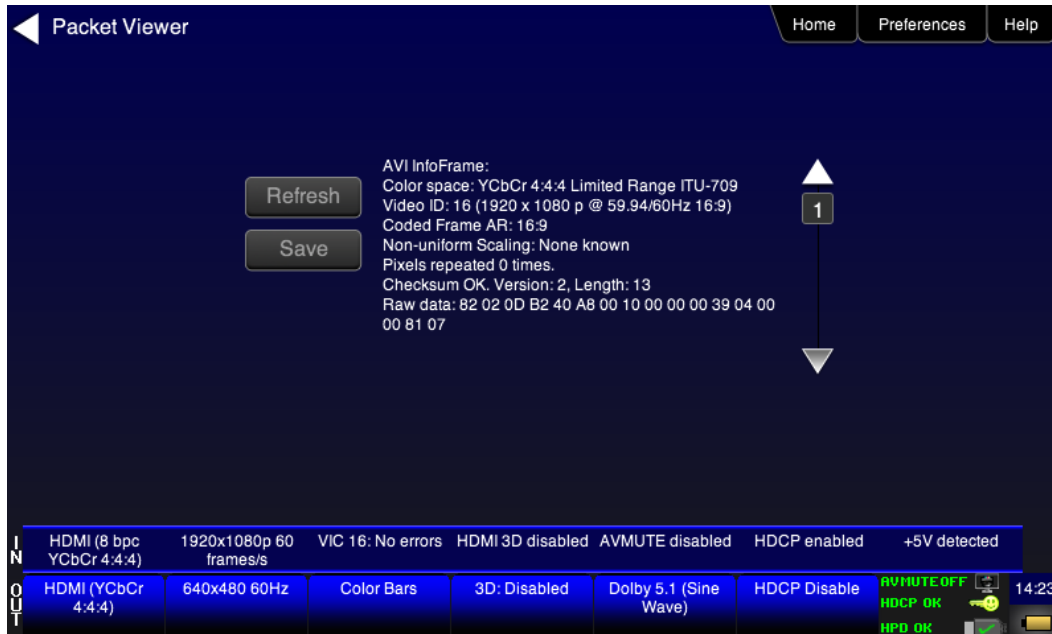 Packet Viewer
Home
Preferences
Help
Refresh
Save
AVI InfoFrame:
Color space: YCbCr 4:4:4 Limited Range ITU-709
Video ID: 16 (1920 x 1080 p @ 59.94/60Hz 16:9)
Coded Frame AR: 16:9
Non-uniform Scaling: None known
Pixels repeated 0 times.
Checksum OK. Version: 2, Length: 13
Raw data: 82 02 0D B2 40 A8 00 10 00 00 00 39 04 00
00 81 07
1
IN
HDMI (8 bpc
YCbCr 4:4:4)
1920x1080p 60
frames/s
VIC 16: No errors
HDMI 3D disabled
AVMUTE disabled
HDCP enabled
+5V detected
OUT
HDMI (YCbCr
4:4:4)
640x480 60Hz
Color Bars
3D: Disabled
Dolby 5.1 (Sine
Wave)
HDCP Disable
AVMUTEOFF
HDCP OK
HPD OK
14:23